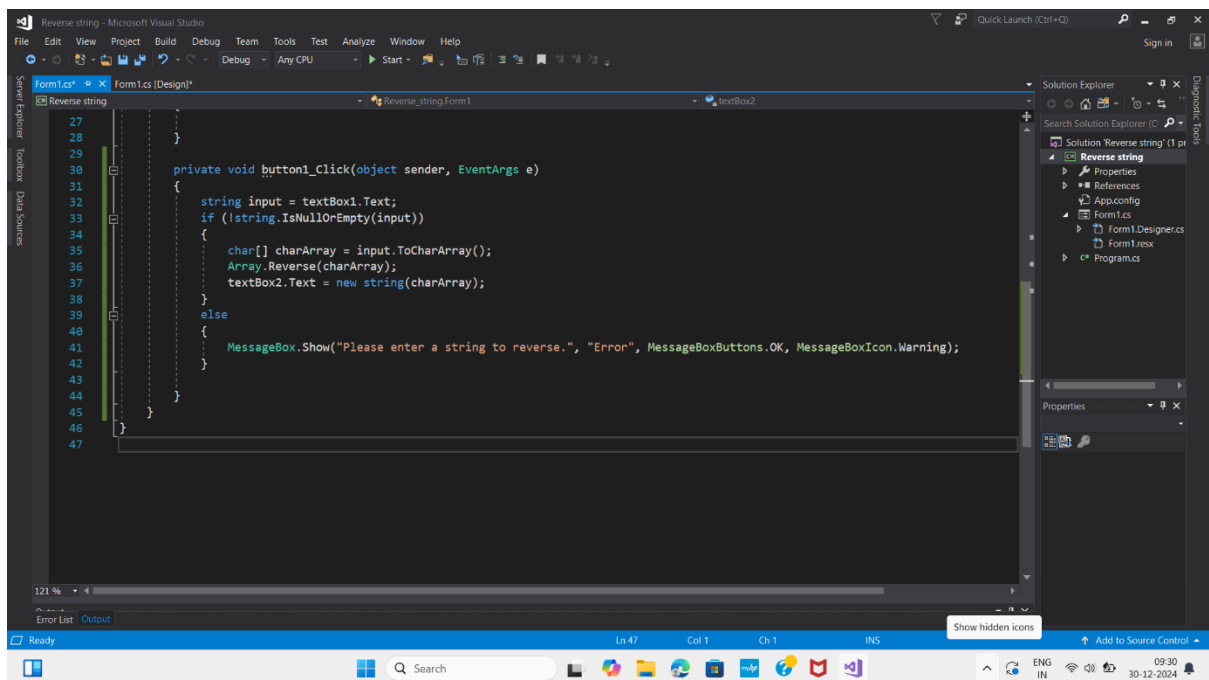 Reverse string - Microsoft Visual Studio
Quick Launch (Ctrl+Q)
File Edit View Project Build Debug Team Tools Test Analyze Window Help
Sign in
Debug Any CPU Start
Server Explorer
Toolbox
Data Sources
Form1.cs* Form1.cs [Design]*
Reverse string Reverse_string.Form1 textBox2
27
28 }
29
30 private void button1_Click(object sender, EventArgs e)
31 {
32 string input = textBox1.Text;
33 if (!string.IsNullOrEmpty(input))
34 {
35 char[] charArray = input.ToCharArray();
36 Array.Reverse(charArray);
37 textBox2.Text = new string(charArray);
38 }
39 else
40 {
41 MessageBox.Show("Please enter a string to reverse.", "Error", MessageBoxButtons.OK, MessageBoxIcon.Warning);
42 }
43
44 }
45 }
46 }
47
121 %
Solution Explorer
Search Solution Explorer (C
Solution 'Reverse string' (1 pr
Reverse string
Properties
References
App.config
Form1.cs
Form1.Designer.cs
Form1.resx
Program.cs
Properties
Diagnostic Tools
Error List Output
Show hidden icons
Ready Ln 47 Col 1 Ch 1 INS Add to Source Control
Search
ENG
IN
09:30
30-12-2024